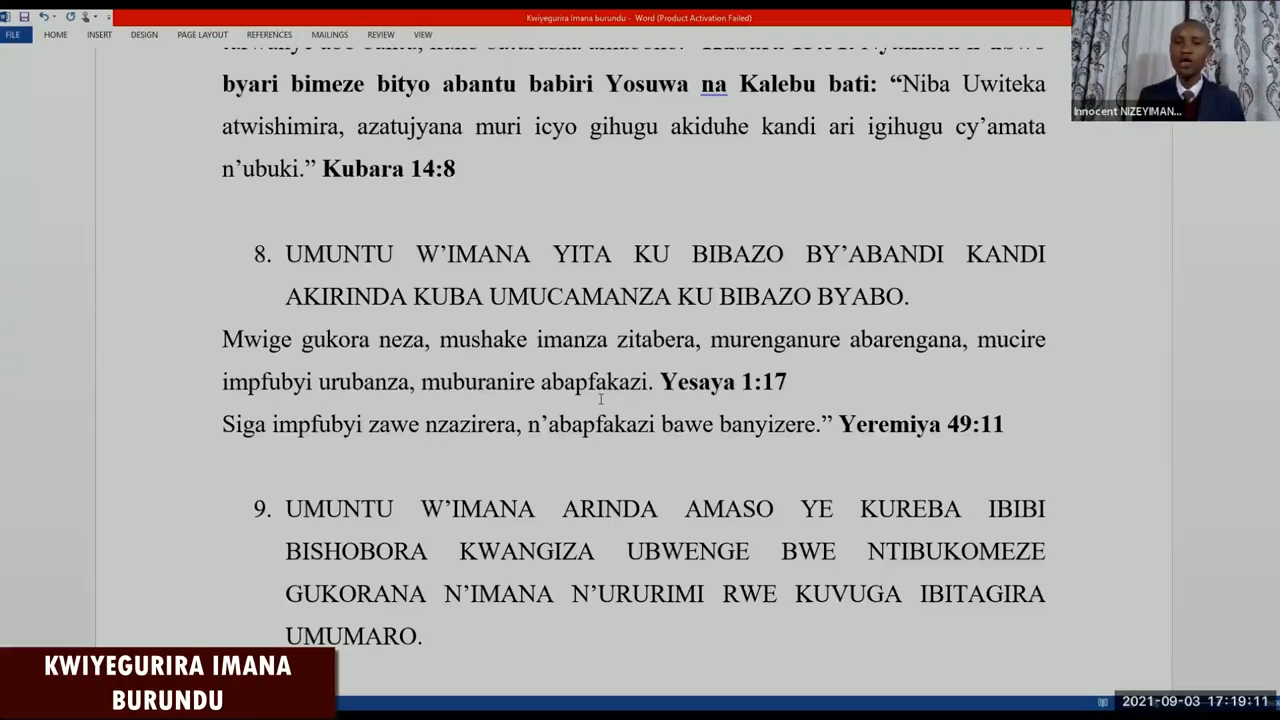 Kwiyegurira Imana burundu - Word (Product Activation Failed)
FILE HOME INSERT DESIGN PAGE LAYOUT REFERENCES MAILINGS REVIEW VIEW
byari bimeze bityo abantu babiri Yosuwa na Kalebu bati: “Niba Uwiteka
atwishimira, azatujyana muri icyo gihugu akiduhe kandi ari igihugu cy’amata
n’ubuki.” Kubara 14:8
8. UMUNTU W’IMANA YITA KU BIBAZO BY’ABANDI KANDI
AKIRINDA KUBA UMUCAMANZA KU BIBAZO BYABO.
Mwige gukora neza, mushake imanza zitabera, murenganure abarengana, mucire
impfubyi urubanza, muburanire abapfakazi. Yesaya 1:17
Siga impfubyi zawe nzazirera, n’abapfakazi bawe banyizere.” Yeremiya 49:11
9. UMUNTU W’IMANA ARINDA AMASO YE KUREBA IBIBI
BISHOBORA KWANGIZA UBWENGE BWE NTIBUKOMEZE
GUKORANA N’IMANA N’URURIMI RWE KUVUGA IBITAGIRA
UMUMARO.
Innocent NIZEYIMAN...
KWIYEGURIRA IMANA
BURUNDU
2021-09-03 17:19:11